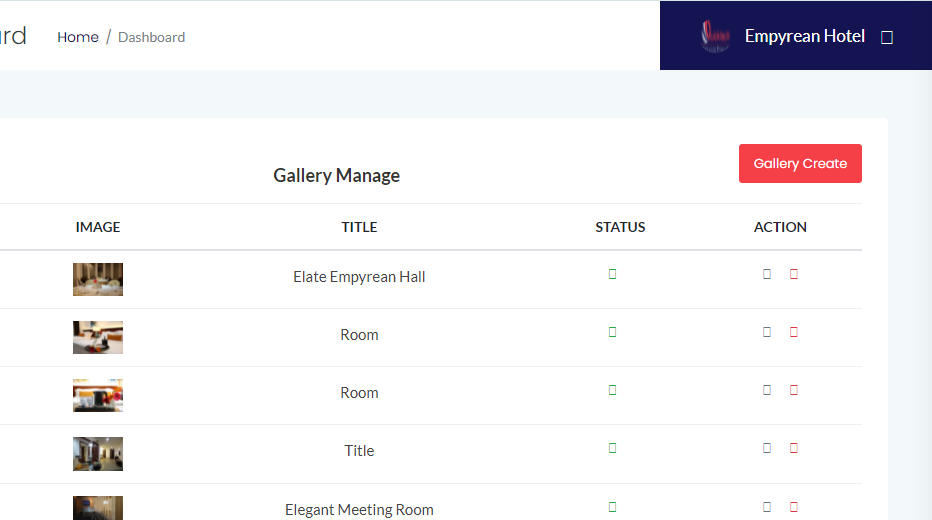 Home / Dashboard
Empyrean Hotel
Gallery Manage
Gallery Create
IMAGE TITLE STATUS ACTION
Elate Empyrean Hall
Room
Room
Title
Elegant Meeting Room